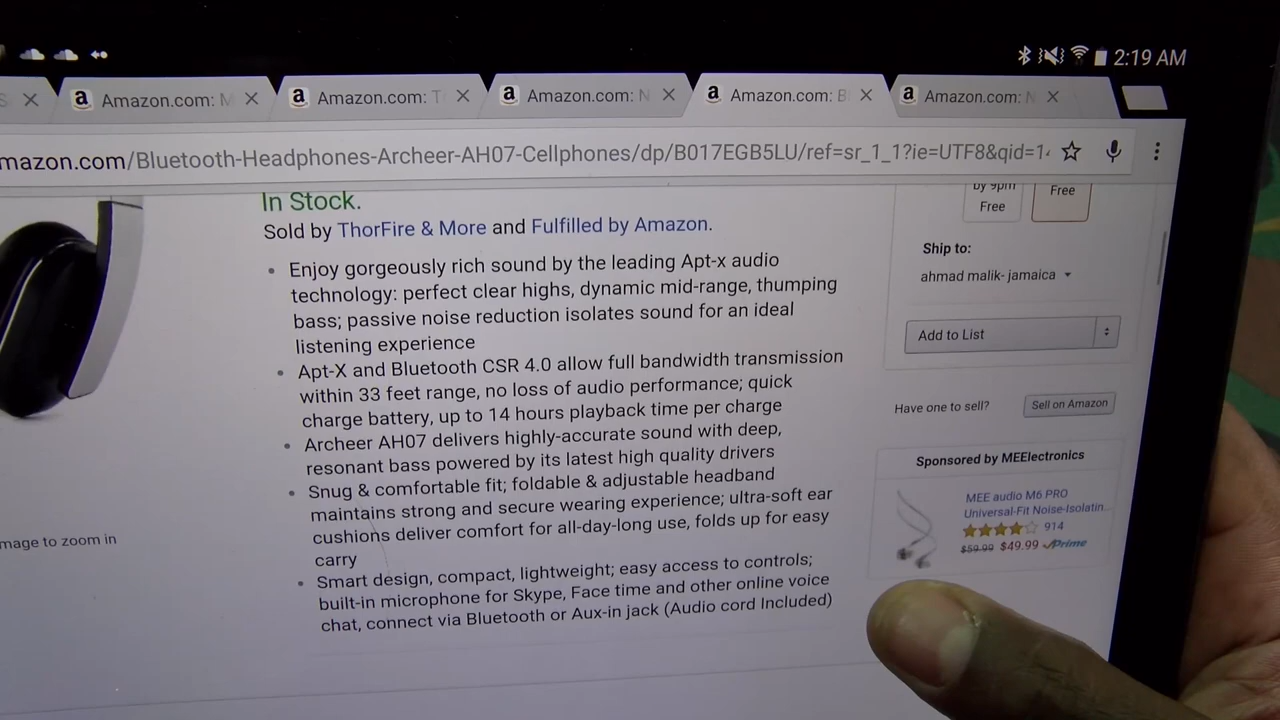 2:19 AM
Amazon.com: M
Amazon.com: T
Amazon.com: N
Amazon.com: B
Amazon.com: N
mazon.com/Bluetooth-Headphones-Archeer-AH07-Cellphones/dp/B017EGB5LU/ref=sr_1_1?ie=UTF8&qid=1
In Stock.
Sold by ThorFire & More and Fulfilled by Amazon.
• Enjoy gorgeously rich sound by the leading Apt-x audio
technology: perfect clear highs, dynamic mid-range, thumping
bass; passive noise reduction isolates sound for an ideal
listening experience
• Apt-X and Bluetooth CSR 4.0 allow full bandwidth transmission
within 33 feet range, no loss of audio performance; quick
charge battery, up to 14 hours playback time per charge
• Archeer AH07 delivers highly-accurate sound with deep,
resonant bass powered by its latest high quality drivers
• Snug & comfortable fit; foldable & adjustable headband
maintains strong and secure wearing experience; ultra-soft ear
cushions deliver comfort for all-day-long use, folds up for easy
carry
• Smart design, compact, lightweight; easy access to controls;
built-in microphone for Skype, Face time and other online voice
chat, connect via Bluetooth or Aux-in jack (Audio cord Included)
mage to zoom in
by 9pm
Free
Free
Ship to:
ahmad malik- jamaica
Add to List
Have one to sell?
Sell on Amazon
Sponsored by MEElectronics
MEE audio M6 PRO
Universal-Fit Noise-Isolatin...
914
$59.99 $49.99 Prime